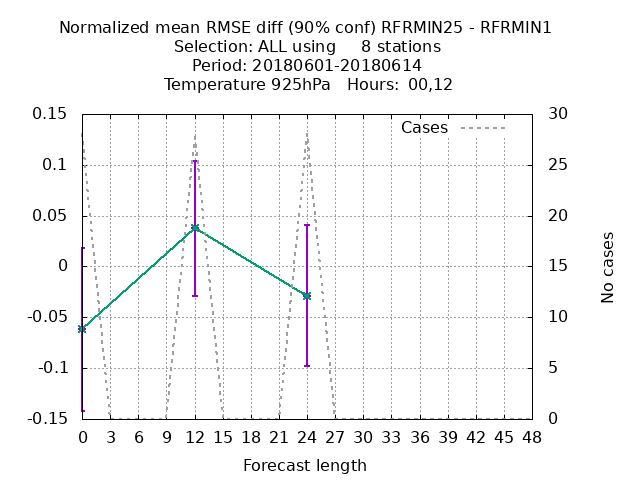 Normalized mean RMSE diff (90% conf) RFRMIN25 - RFRMIN1
Selection: ALL using     8 stations
Period: 20180601-20180614
Temperature 925hPa   Hours: 00,12
Cases
0.15
0.1
0.05
0
-0.05
-0.1
-0.15
30
25
20
15
10
5
0
No cases
0 3 6 9 12 15 18 21 24 27 30 33 36 39 42 45 48
Forecast length